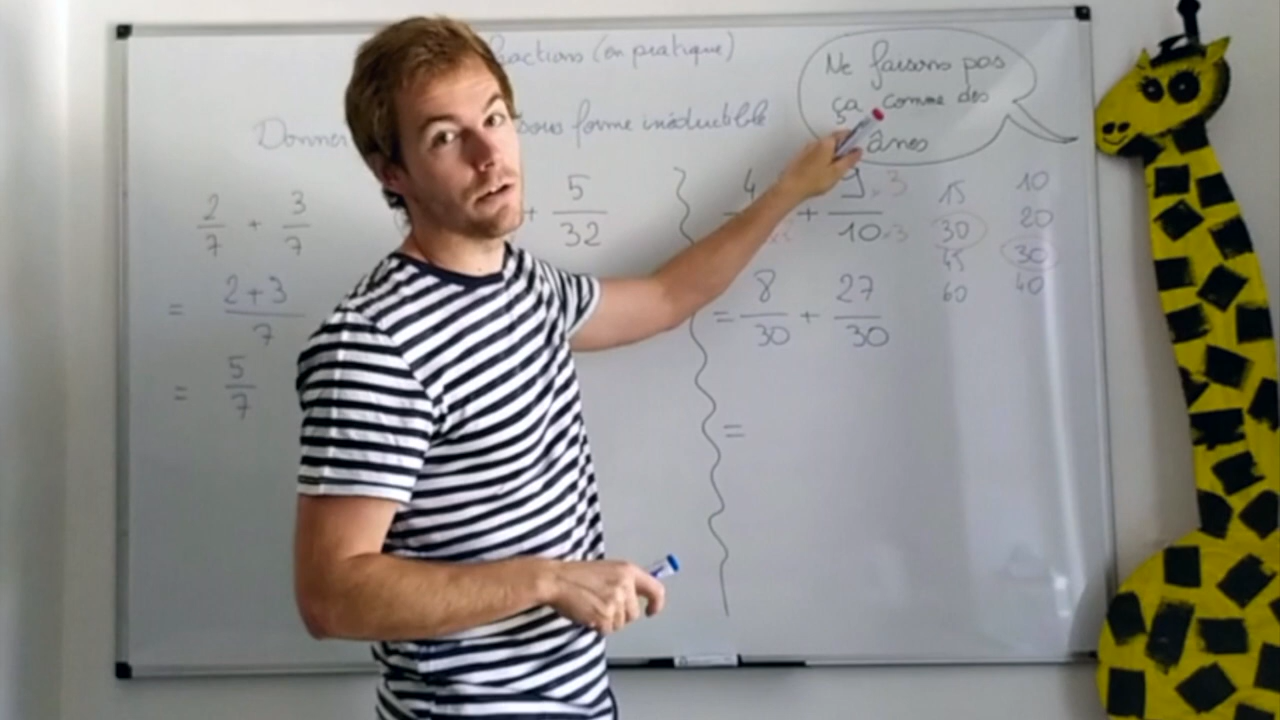 (en pratique)
Donner sous forme irréductible
Ne faisons pas
ça comme des
ânes
2/7 + 3/7
= 2+3/7
= 5/7
+ 5/32
4 + 9.3/10.3
= 8/30 + 27/30
=
15
30
45
60
10
20
30
40